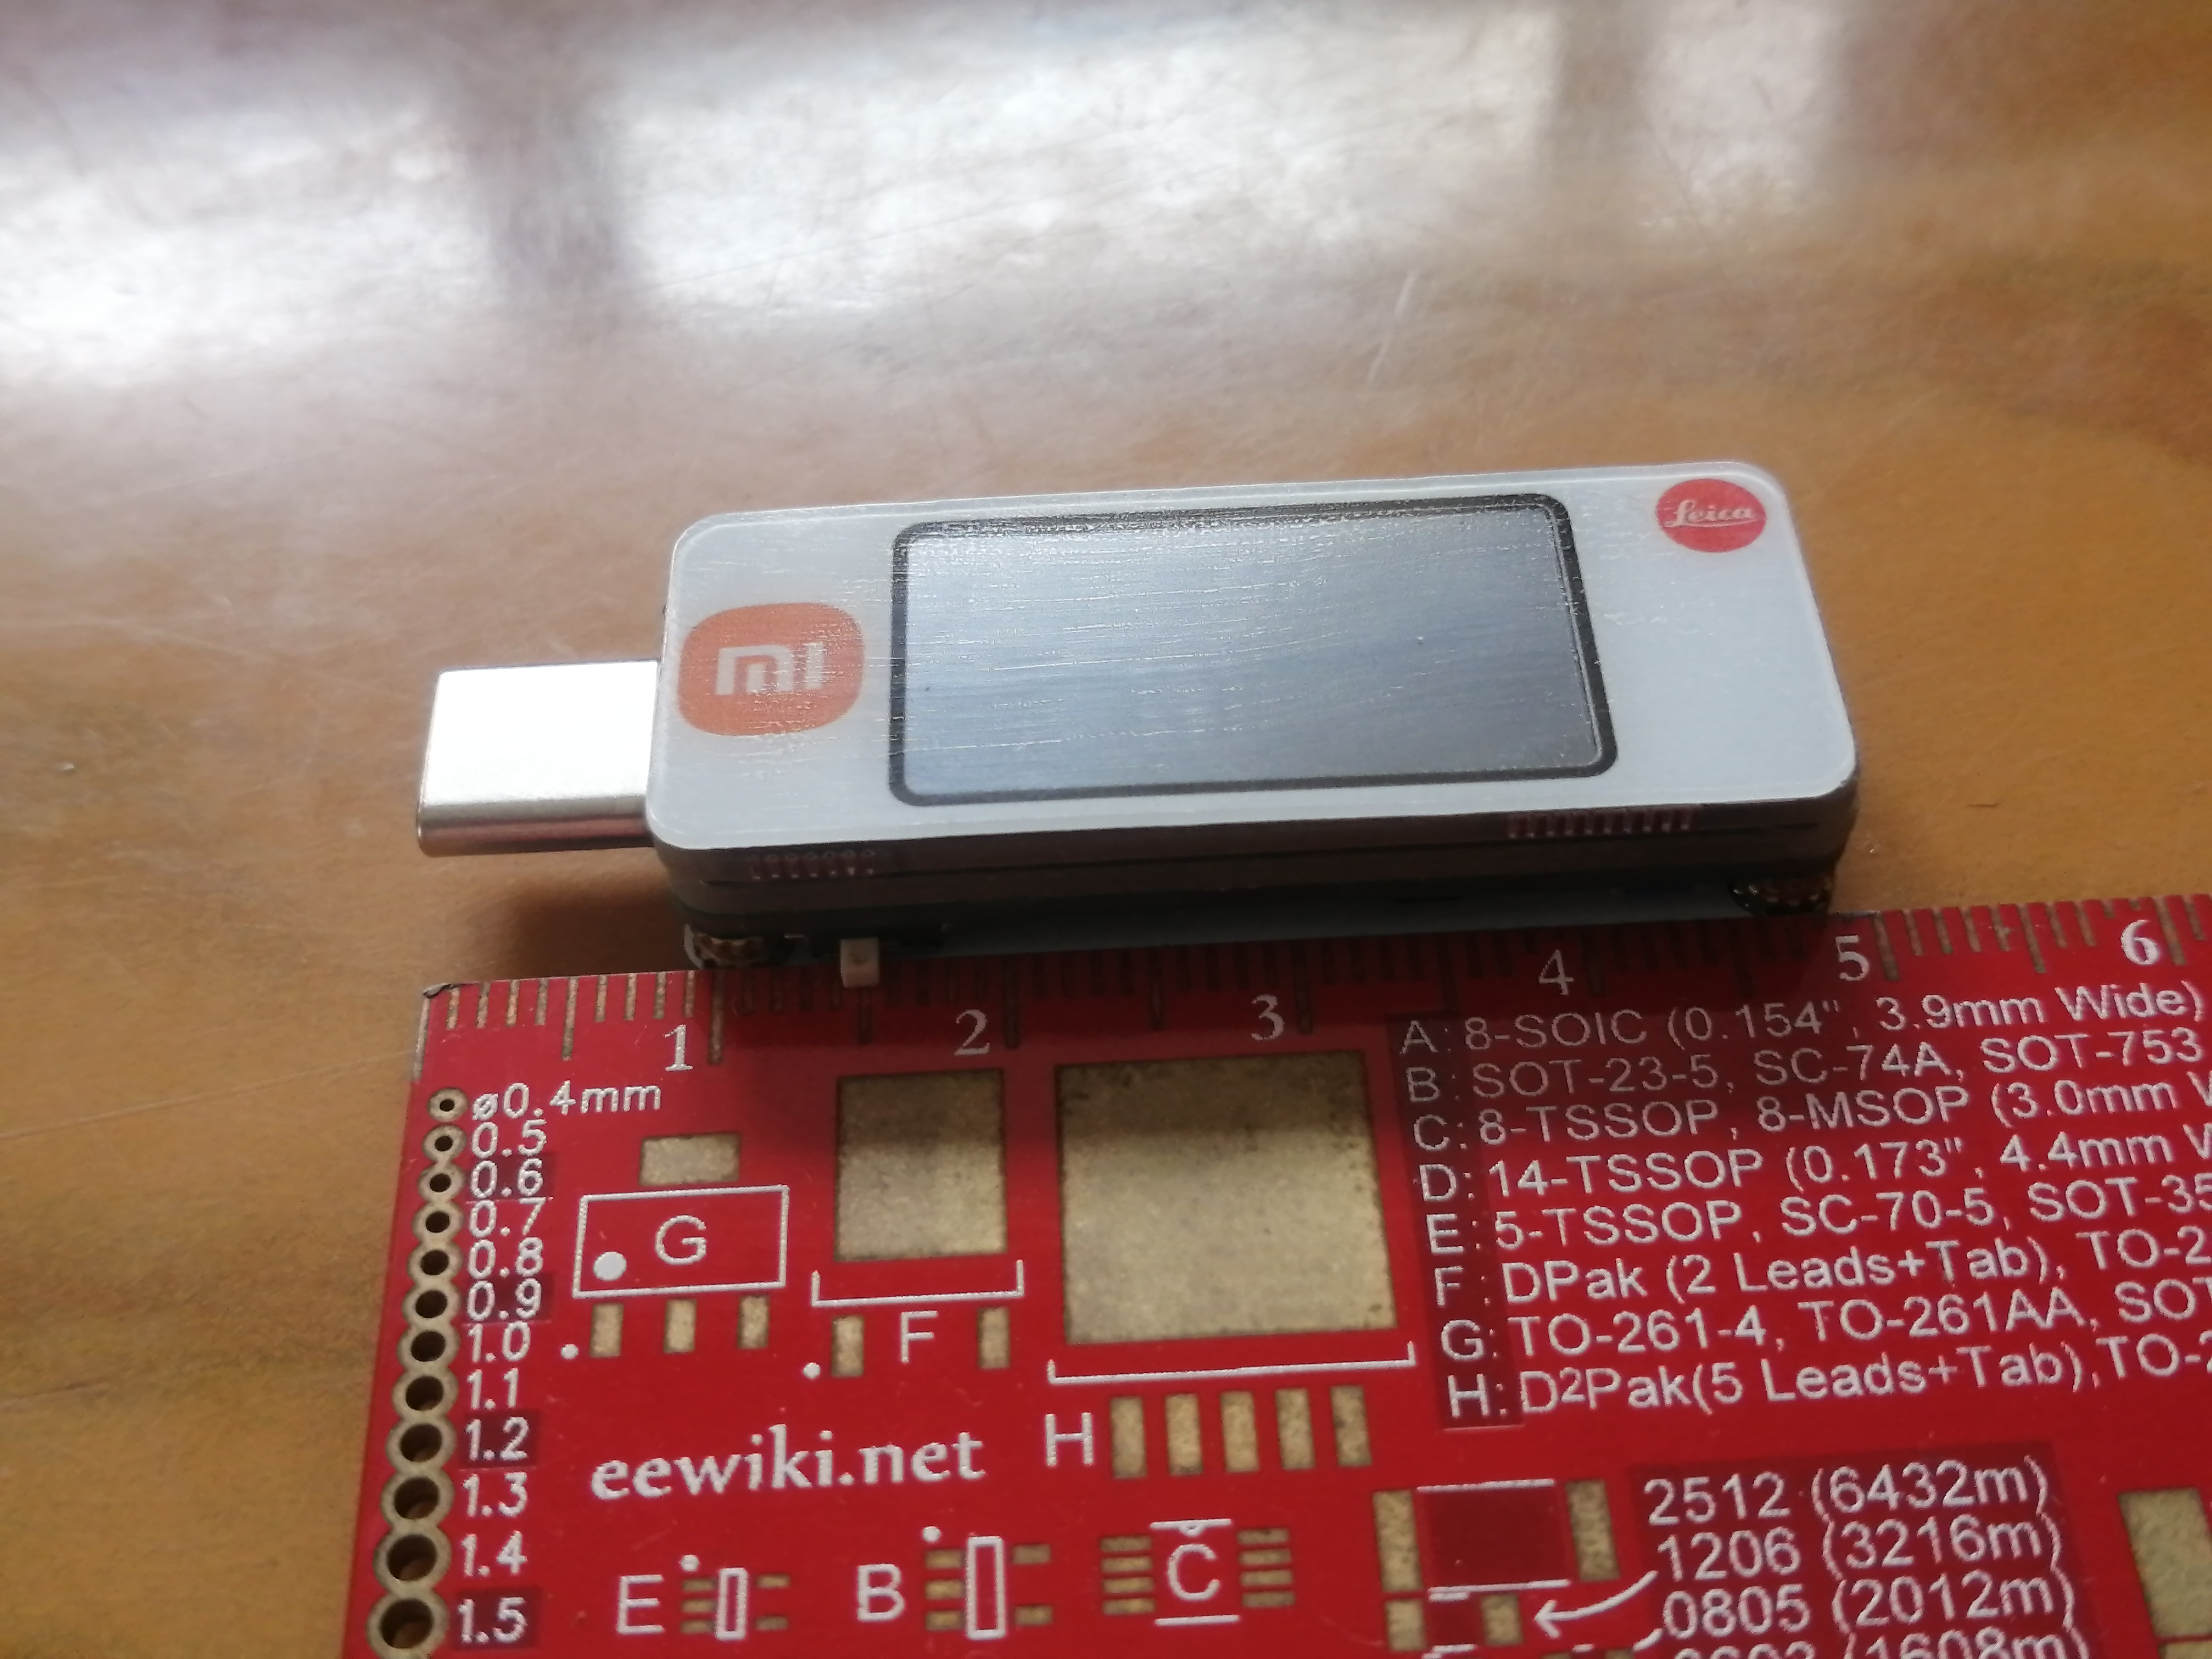 mi
Leica
1 2 3 4 5 6
ø0.4mm
0.5
0.6
0.7
0.8
0.9
1.0
1.1
1.2
1.3
1.4
1.5
G
F
H
A: 8-SOIC (0.154", 3.9mm Wide)
B: SOT-23-5, SC-74A, SOT-753
C: 8-TSSOP, 8-MSOP (3.0mm
D: 14-TSSOP (0.173", 4.4mm
E: 5-TSSOP, SC-70-5, SOT-35
F: DPak (2 Leads+Tab), TO-2
G: TO-261-4, TO-261AA, SOT
H: D²Pak(5 Leads+Tab),TO-2
eewiki.net
E
B
C
2512 (6432m)
1206 (3216m)
0805 (2012m)
(1608m)